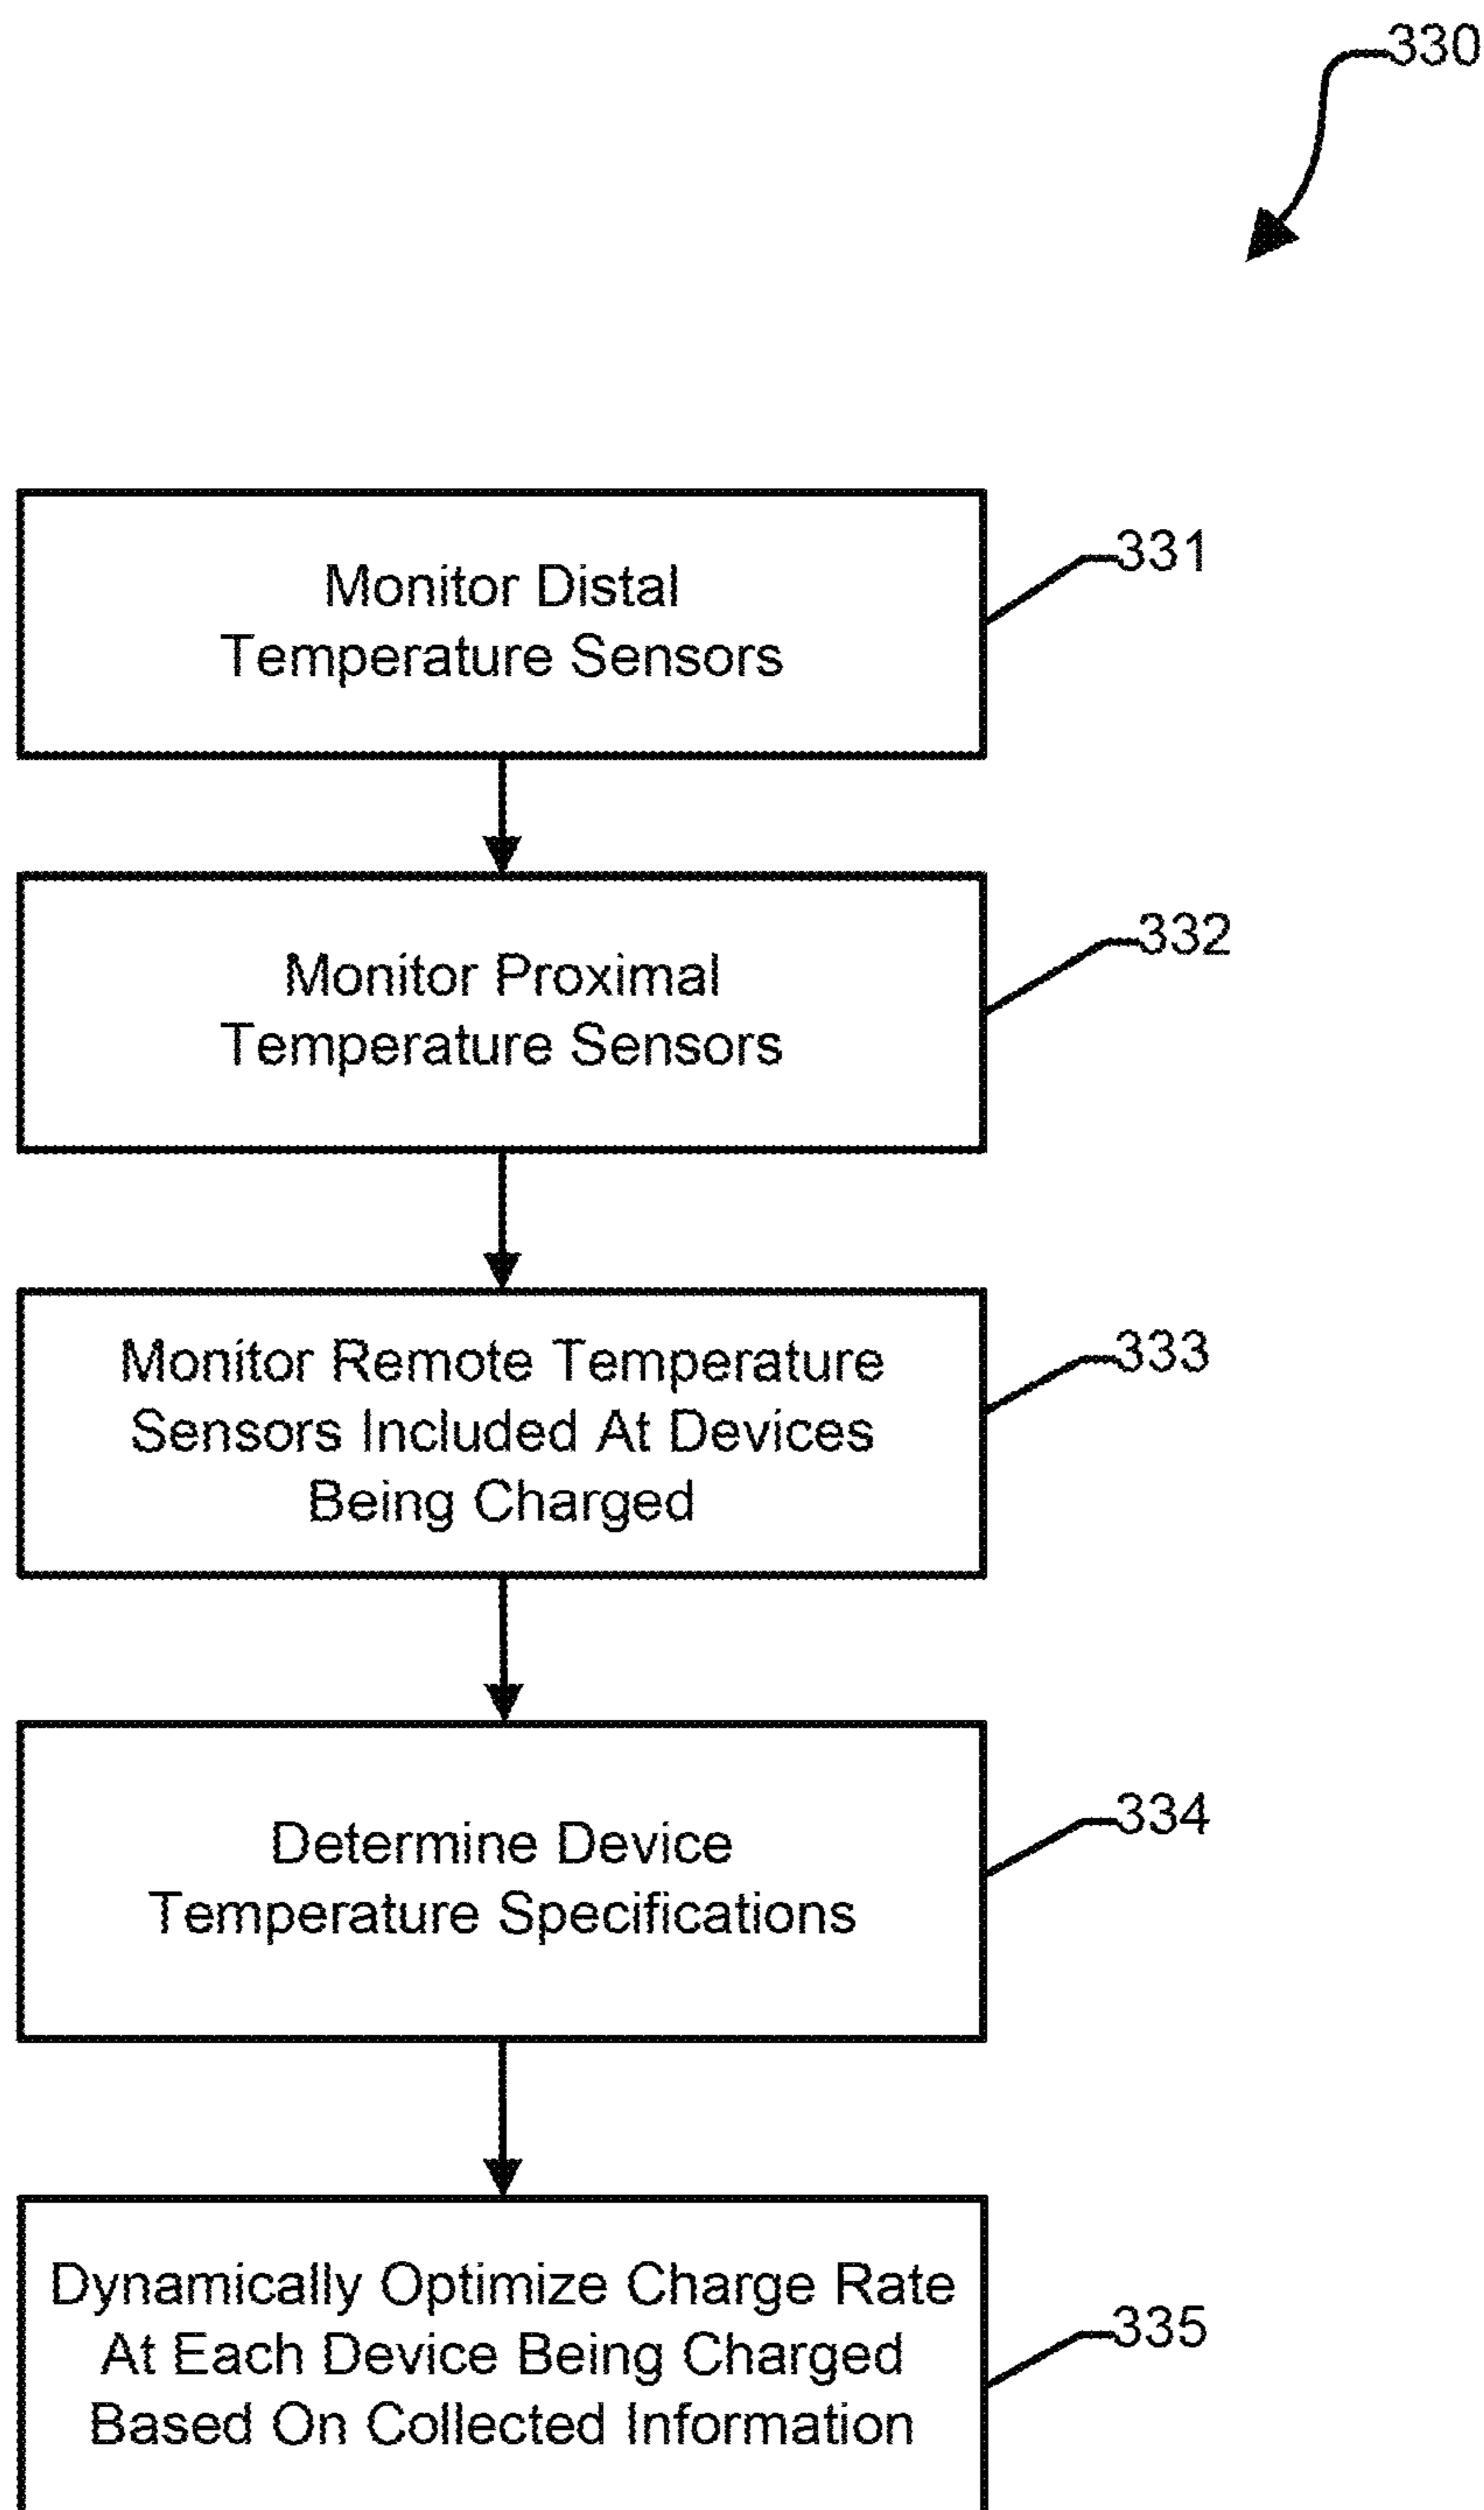 330
Monitor Distal
Temperature Sensors
331
Monitor Proximal
Temperature Sensors
332
Monitor Remote Temperature
Sensors Included At Devices
Being Charged
333
Determine Device
Temperature Specifications
334
Dynamically Optimize Charge Rate
At Each Device Being Charged
Based On Collected Information
335